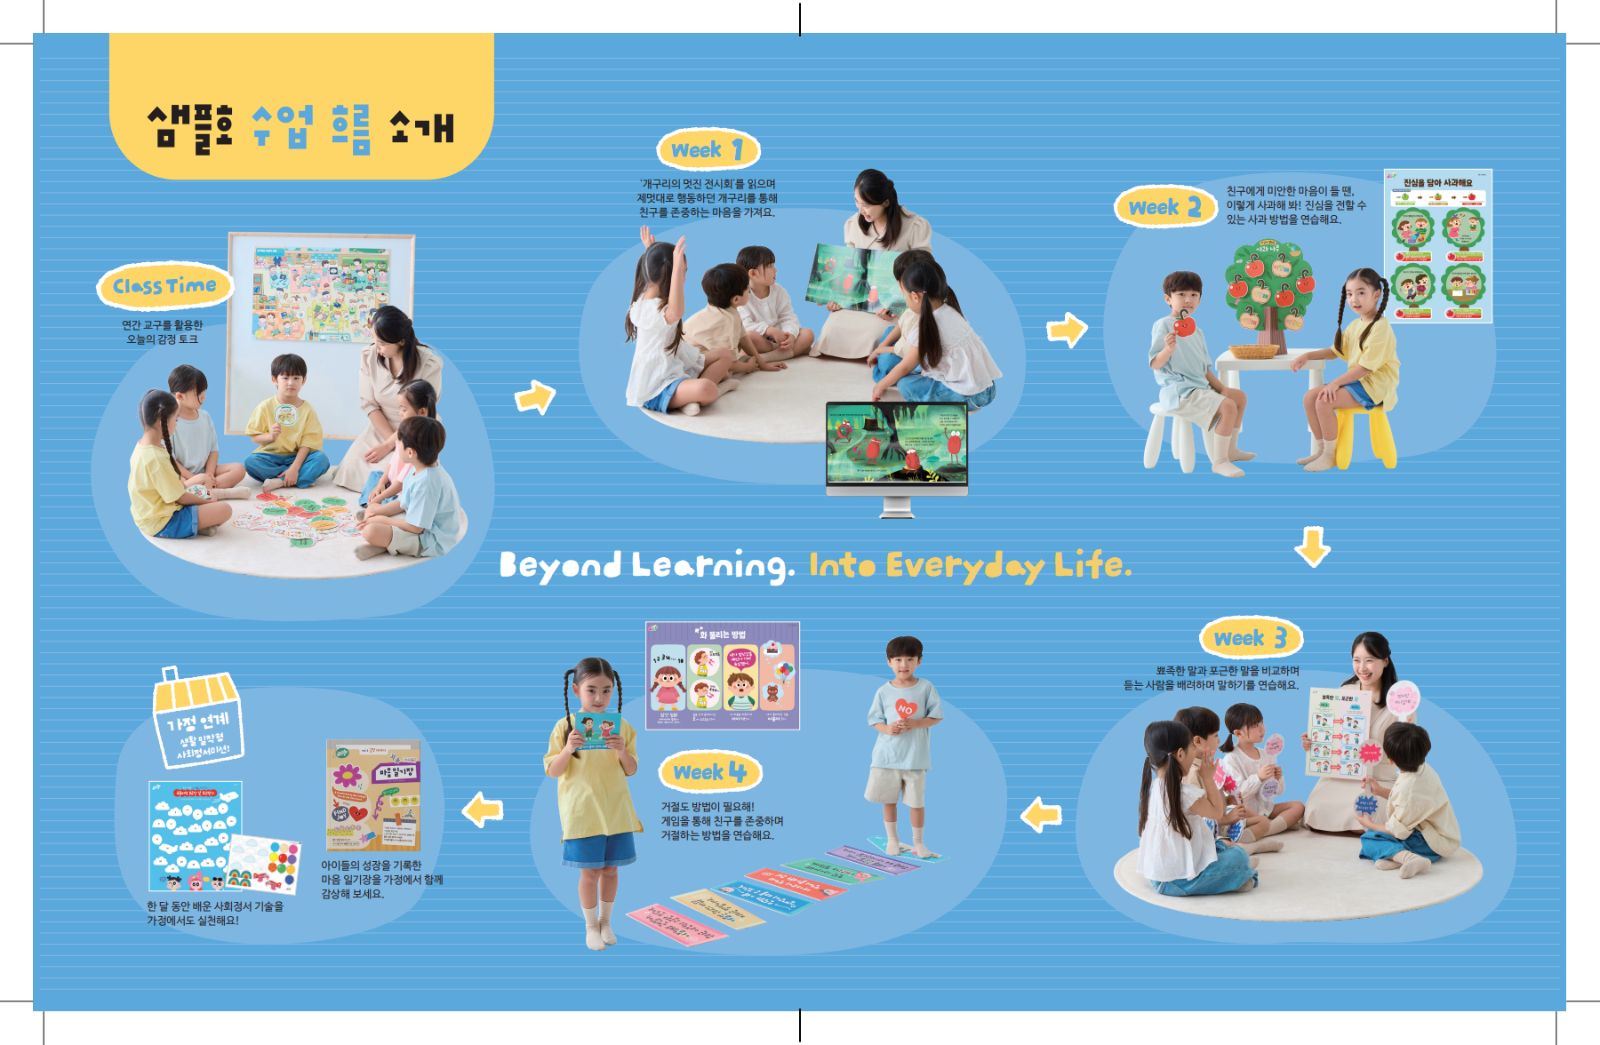 샘플호 수업 흐름 소개
Class Time
연간 교구를 활용한
오늘의 감정 토크
Week 1
'개구리의 멋진 전시회'를 읽으며
제멋대로 행동하던 개구리를 통해
친구를 존중하는 마음을 가져요.
Week 2
친구에게 미안한 마음이 들 땐,
이렇게 사과해 봐! 진심을 전할 수
있는 사과 방법을 연습해요.
진심을 담아 사과해요
Beyond Learning. Into Everyday Life.
Week 3
뾰족한 말과 포근한 말을 비교하며
듣는 사람을 배려하며 말하기를 연습해요.
화 풀리는 방법
NO
Week 4
거절도 방법이 필요해!
게임을 통해 친구를 존중하며
거절하는 방법을 연습해요.
가정 연계
생활 밀착형
사회정서미션!
마음 일기장
아이들의 성장을 기록한
마음 일기장을 가정에서 함께
감상해 보세요.
한 달 동안 배운 사회정서 기술을
가정에서도 실천해요!